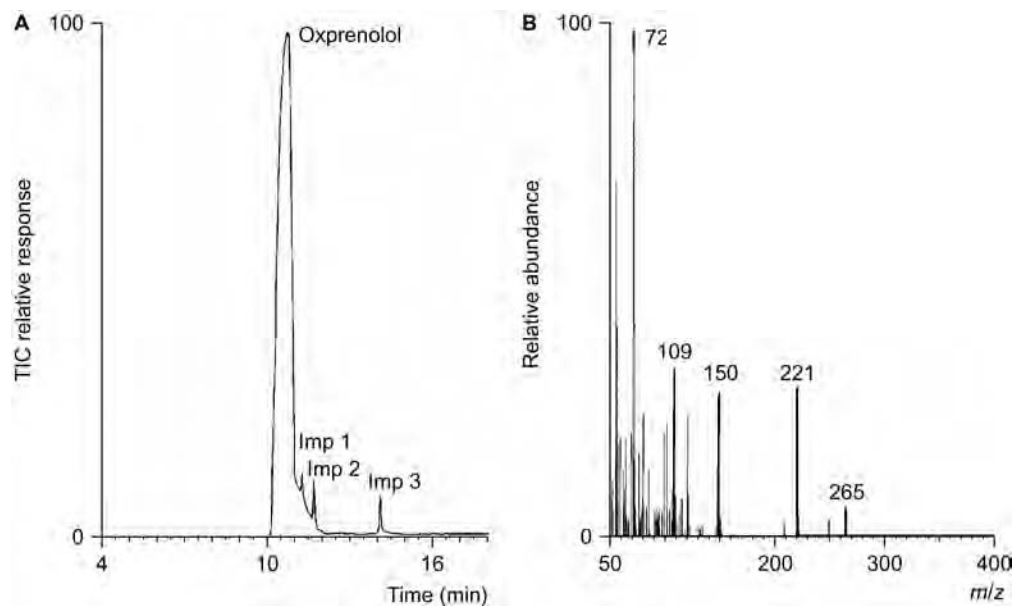 A
100
TIC relative response
0
Oxprenolol
Imp 1
Imp 2
Imp 3
4
10
16
Time (min)
B
100
Relative abundance
0
72
109
150
221
265
50
200
300
400
m/z